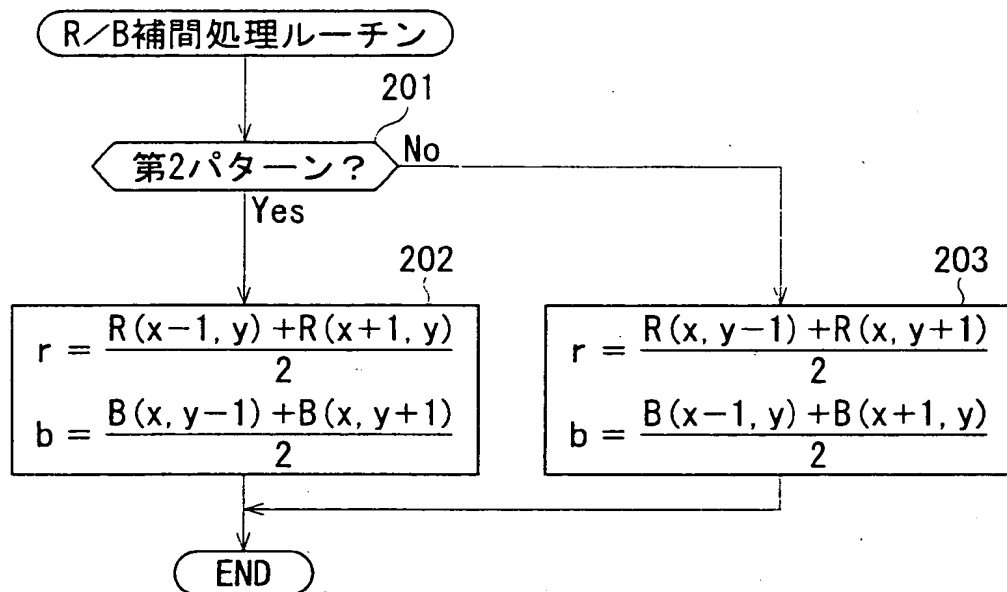 R／B補間処理ルーチン
201
第2パターン？
No
Yes
202
r = R(x−1, y)+R(x+1, y) / 2
b = B(x, y−1)+B(x, y+1) / 2
203
r = R(x, y−1)+R(x, y+1) / 2
b = B(x−1, y)+B(x+1, y) / 2
END